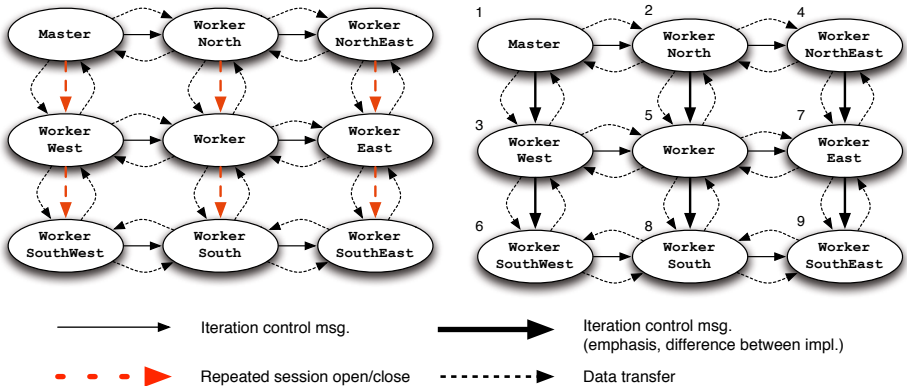 Master
Worker
North
Worker
NorthEast
Worker
West
Worker
Worker
East
Worker
SouthWest
Worker
South
Worker
SouthEast
1
Master
2
Worker
North
4
Worker
NorthEast
3
Worker
West
5
Worker
7
Worker
East
6
Worker
SouthWest
8
Worker
South
9
Worker
SouthEast
Iteration control msg.
Iteration control msg.
(emphasis, difference between impl.)
Repeated session open/close
Data transfer